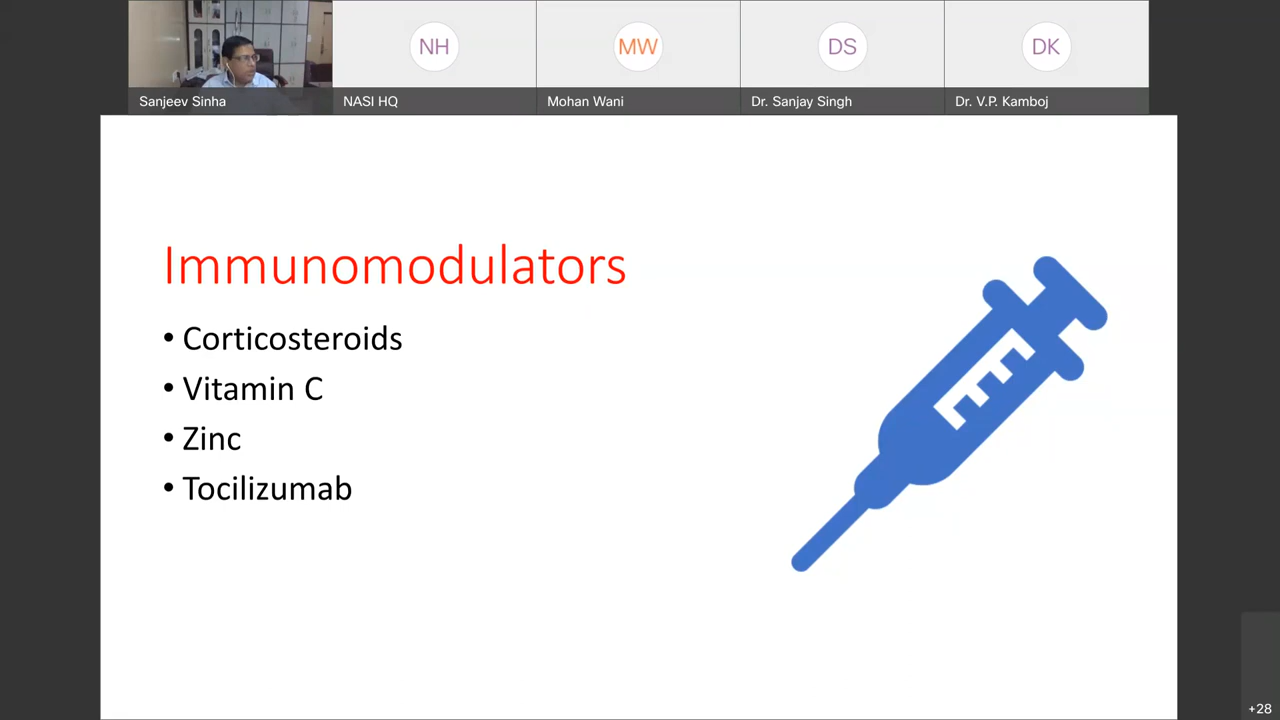 NH
MW
DS
DK
Sanjeev Sinha
NASI HQ
Mohan Wani
Dr. Sanjay Singh
Dr. V.P. Kamboj
Immunomodulators
• Corticosteroids
• Vitamin C
• Zinc
• Tocilizumab
+28